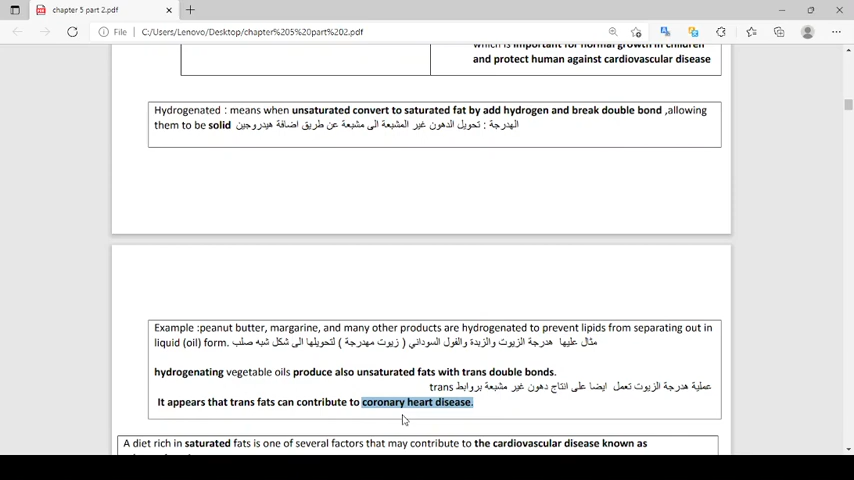 chapter 5 part 2.pdf
File
C:/Users/Lenovo/Desktop/chapter%205%20part%202.pdf
which is important for normal growth in children
and protect human against cardiovascular disease
Hydrogenated : means when unsaturated convert to saturated fat by add hydrogen and break double bond ,allowing
them to be solid الهدرجة : تحويل الدهون غير المشبعة الى مشبعة عن طريق اضافة هيدروجين
Example :peanut butter, margarine, and many other products are hydrogenated to prevent lipids from separating out in
liquid (oil) form. مثال عليها هدرجة الزيوت والزبدة والفول السوداني ( زيوت مهدرجة ) لتحويلها الى شكل شبه صلب
hydrogenating vegetable oils produce also unsaturated fats with trans double bonds.
عملية هدرجة الزيوت تعمل ايضا على انتاج دهون غير مشبعة بروابط trans
It appears that trans fats can contribute to coronary heart disease.
A diet rich in saturated fats is one of several factors that may contribute to the cardiovascular disease known as